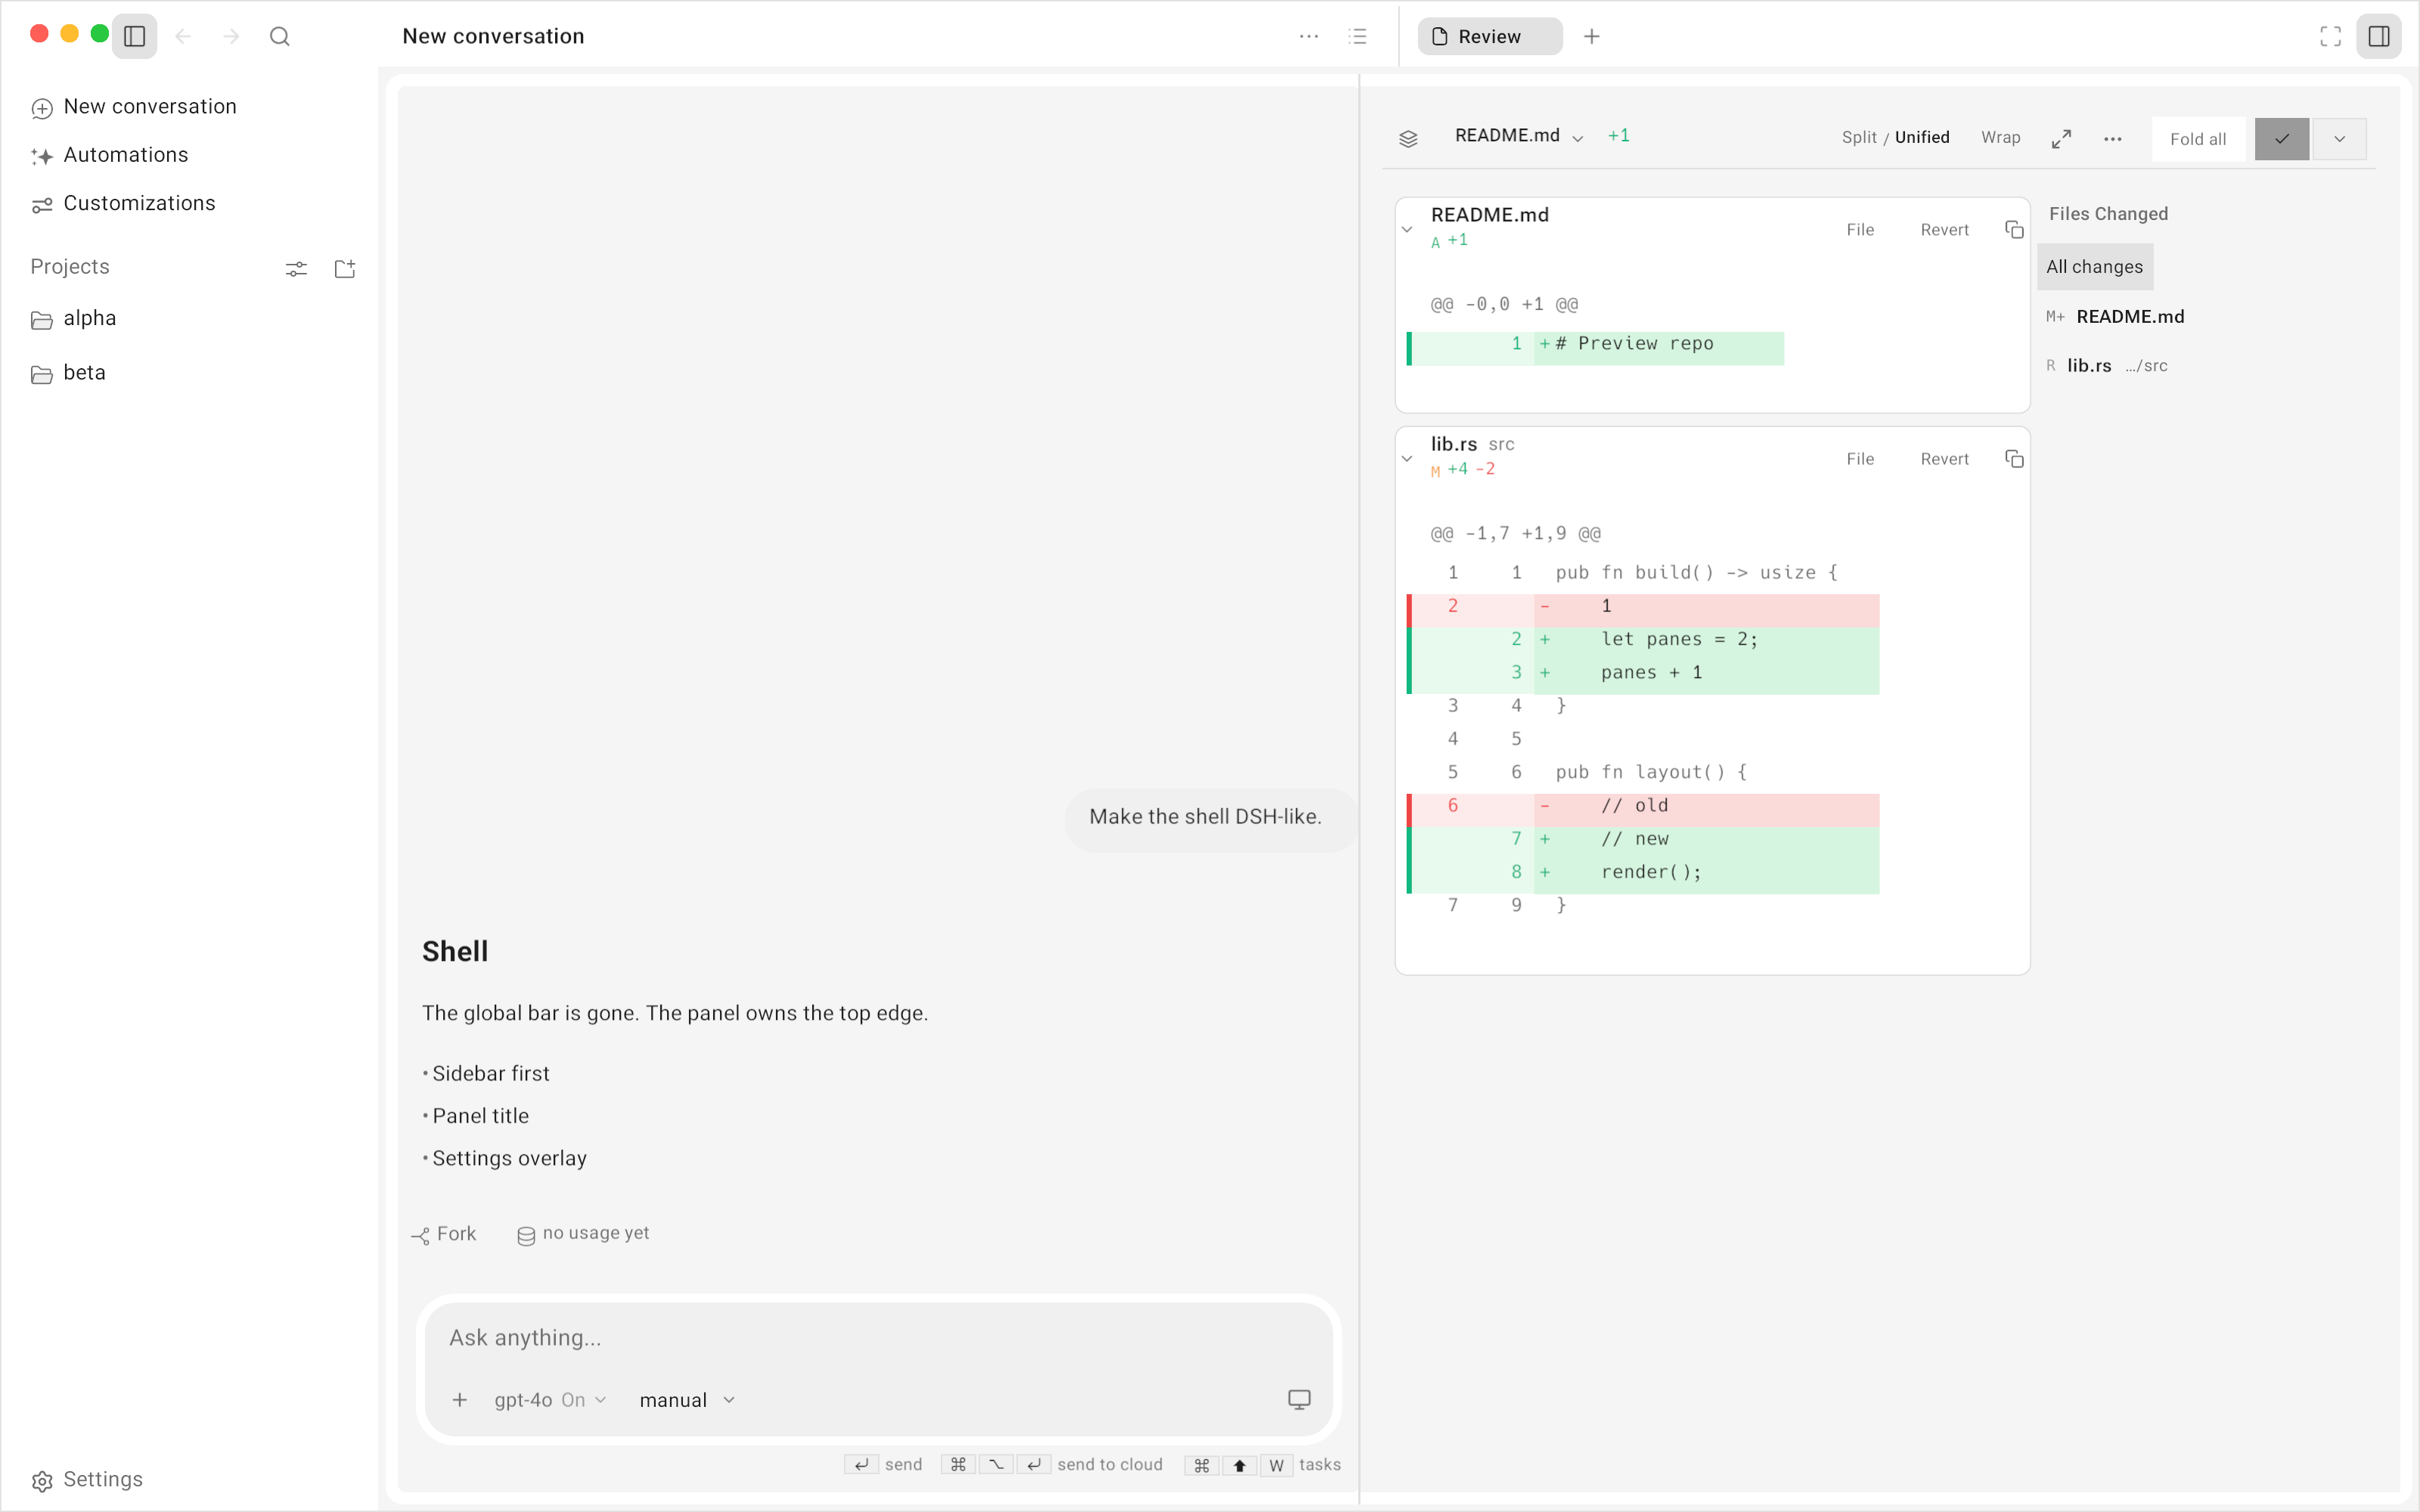 New conversation
Review
New conversation
Automations
Customizations
Projects
alpha
beta
Settings
Make the shell DSH-like.
Shell
The global bar is gone. The panel owns the top edge.
• Sidebar first
• Panel title
• Settings overlay
Fork no usage yet
Ask anything...
gpt-4o On manual
send ⌘ ⌥ send to cloud ⌘ W tasks
README.md +1 Split / Unified Wrap Fold all
README.md File Revert
A +1
@@ -0,0 +1 @@
1 + # Preview repo
lib.rs src File Revert
M +4 -2
@@ -1,7 +1,9 @@
1 1 pub fn build() -> usize {
2 - 1
2 + let panes = 2;
3 + panes + 1
3 4 }
4 5
5 6 pub fn layout() {
6 - // old
7 + // new
8 + render();
7 9 }
Files Changed
All changes
M+ README.md
R lib.rs …/src